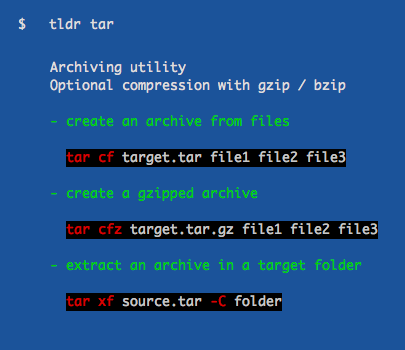 $ tldr tar
Archiving utility
Optional compression with gzip / bzip
- create an archive from files
tar cf target.tar file1 file2 file3
- create a gzipped archive
tar cfz target.tar.gz file1 file2 file3
- extract an archive in a target folder
tar xf source.tar -C folder